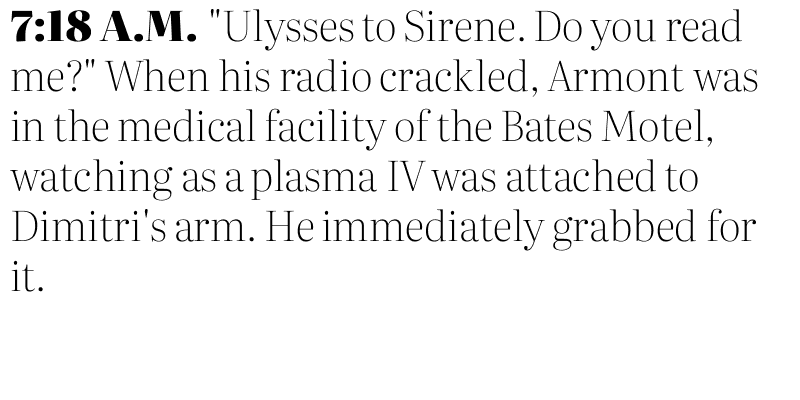 7:18 A.M. "Ulysses to Sirene. Do you read
me?" When his radio crackled, Armont was
in the medical facility of the Bates Motel,
watching as a plasma IV was attached to
Dimitri's arm. He immediately grabbed for
it.